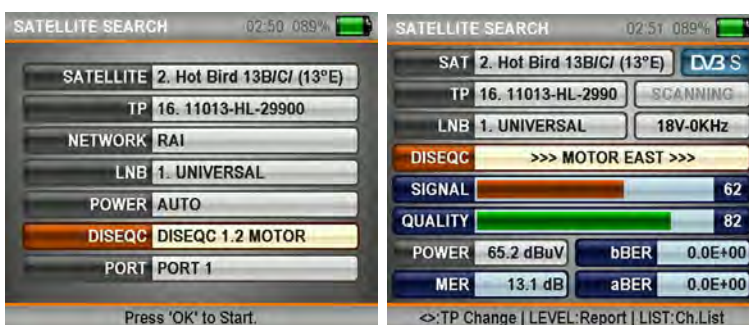 SATELLITE SEARCH 02:50 089%
SATELLITE 2. Hot Bird 13B/C/ (13ºE)
TP 16. 11013-HL-29900
NETWORK RAI
LNB 1. UNIVERSAL
POWER AUTO
DISEQC DISEQC 1.2 MOTOR
PORT PORT 1
Press 'OK' to Start.
SATELLITE SEARCH 02:51 089%
SAT 2. Hot Bird 13B/C/ (13ºE) DVB S
TP 16. 11013-HL-2990 SCANNING
LNB 1. UNIVERSAL 18V-0KHz
DISEQC >>> MOTOR EAST >>>
SIGNAL 62
QUALITY 82
POWER 65.2 dBuV bBER 0.0E+00
MER 13.1 dB aBER 0.0E+00
<>:TP Change | LEVEL:Report | LIST:Ch.List